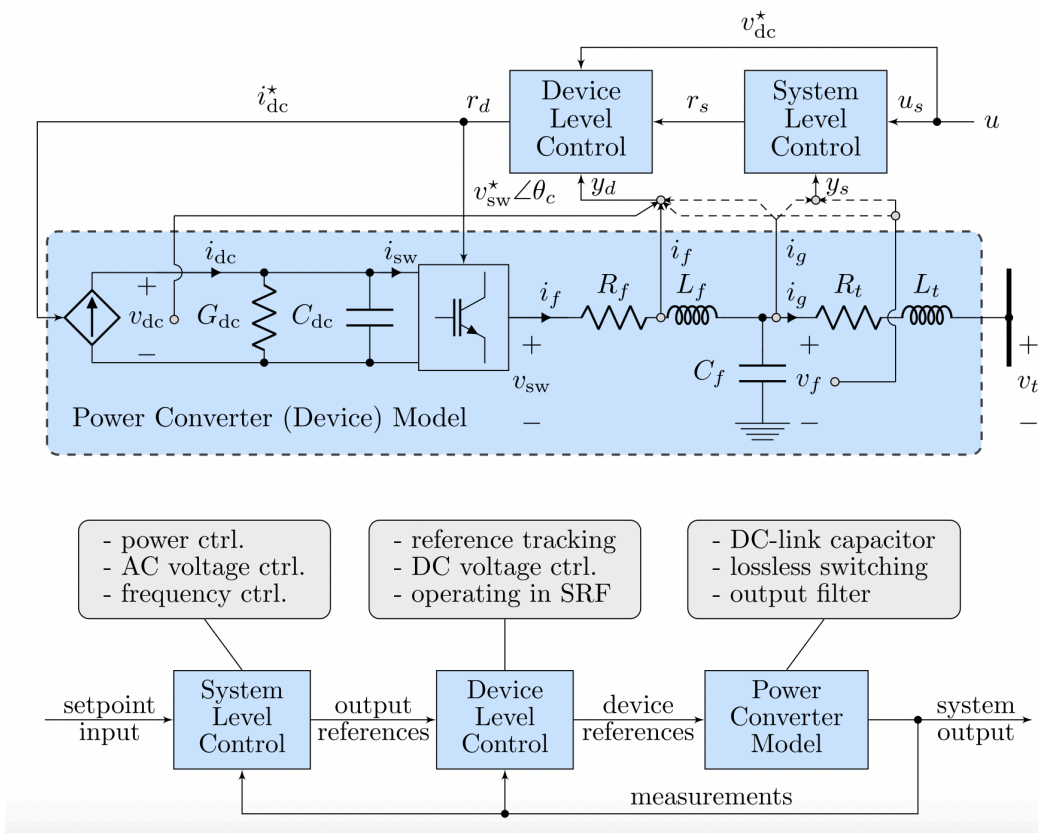 v⋆dc
i⋆dc
rd
Device
Level
Control
rs
System
Level
Control
us
u
v⋆sw∠θc
yd
ys
idc
isw
if
ig
+
vdc
−
Gdc
Cdc
if
Rf
Lf
ig
Rt
Lt
+
vsw
−
Cf
+
vf
−
+
vt
−
Power Converter (Device) Model
- power ctrl.
- AC voltage ctrl.
- frequency ctrl.
- reference tracking
- DC voltage ctrl.
- operating in SRF
- DC-link capacitor
- lossless switching
- output filter
setpoint
input
System
Level
Control
output
references
Device
Level
Control
device
references
Power
Converter
Model
system
output
measurements